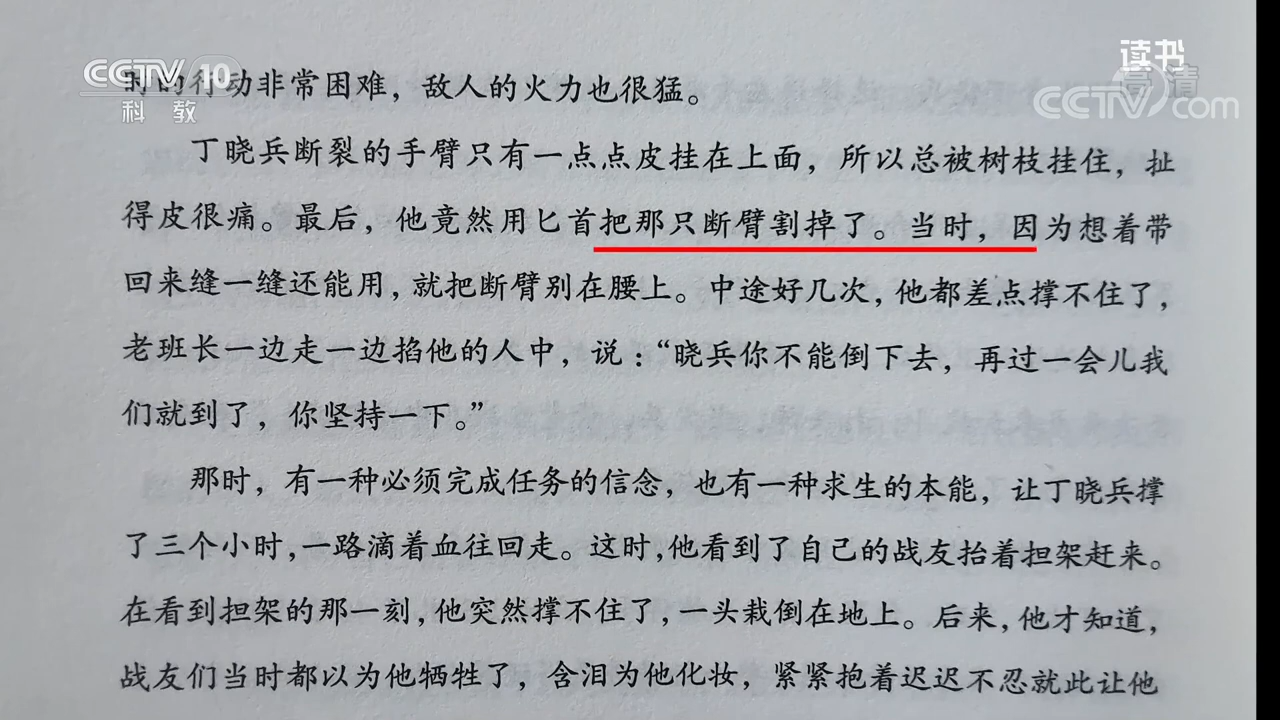 CCTV 10
科教
读书
高清
CCTV.com
时的行动非常困难，敌人的火力也很猛。
丁晓兵断裂的手臂只有一点点皮挂在上面，所以总被树枝挂住，扯
得皮很痛。最后，他竟然用匕首把那只断臂割掉了。当时，因为想着带
回来缝一缝还能用，就把断臂别在腰上。中途好几次，他都差点撑不住了，
老班长一边走一边掐他的人中，说：“晓兵你不能倒下去，再过一会儿我
们就到了，你坚持一下。”
那时，有一种必须完成任务的信念，也有一种求生的本能，让丁晓兵撑
了三个小时，一路滴着血往回走。这时，他看到了自己的战友抬着担架赶来。
在看到担架的那一刻，他突然撑不住了，一头栽倒在地上。后来，他才知道，
战友们当时都以为他牺牲了，含泪为他化妆，紧紧抱着迟迟不忍就此让他